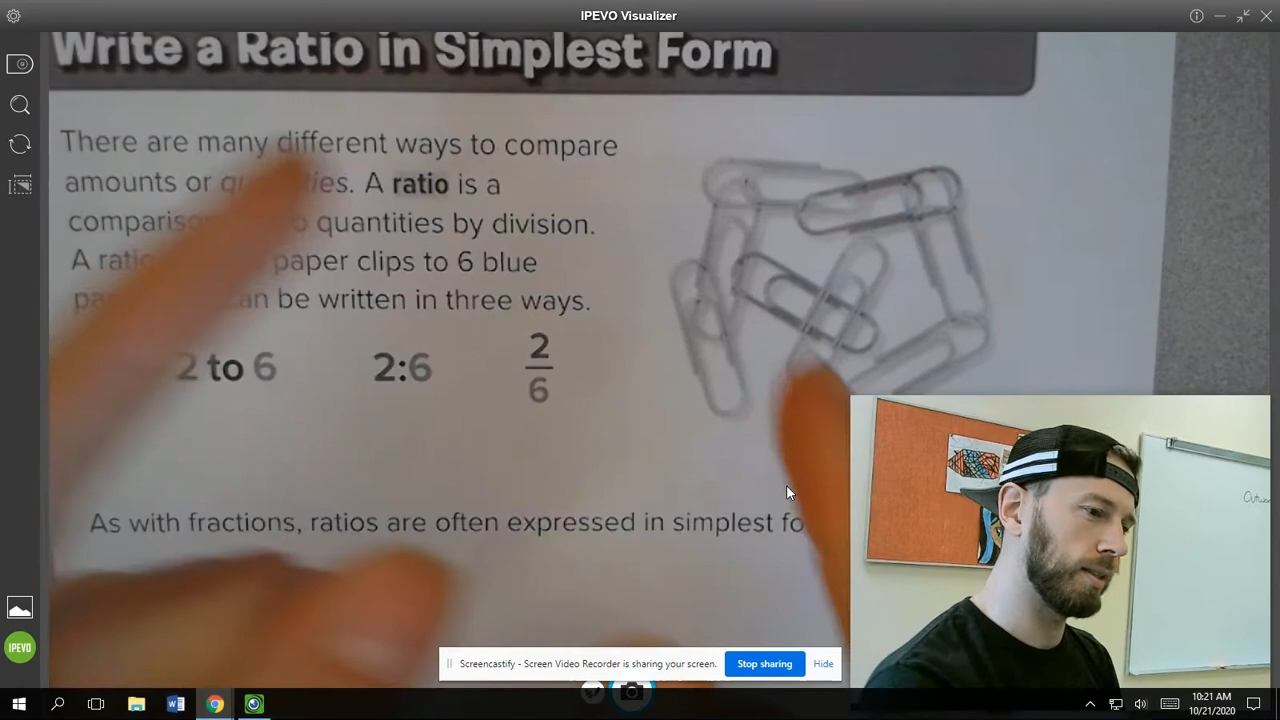 IPEVO Visualizer
Write a Ratio in Simplest Form
There are many different ways to compare
amounts or quantities. A ratio is a
quantities by division.
paper clips to 6 blue
can be written in three ways.
2 to 6
2:6
2
6
As with fractions, ratios are often expressed in simplest
Screencastify - Screen Video Recorder is sharing your screen.
Stop sharing
Hide
IPEVO
10:21 AM
10/21/2020